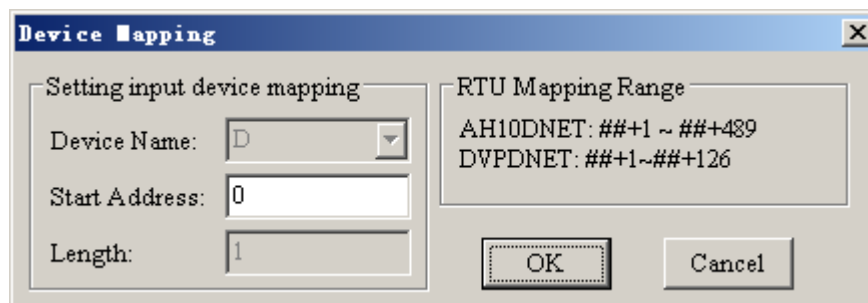 Device Mapping
Setting input device mapping
Device Name: D
Start Address: 0
Length: 1
RTU Mapping Range
AH10DNET: ##+1 ~ ##+489
DVPDNET: ##+1~##+126
OK
Cancel